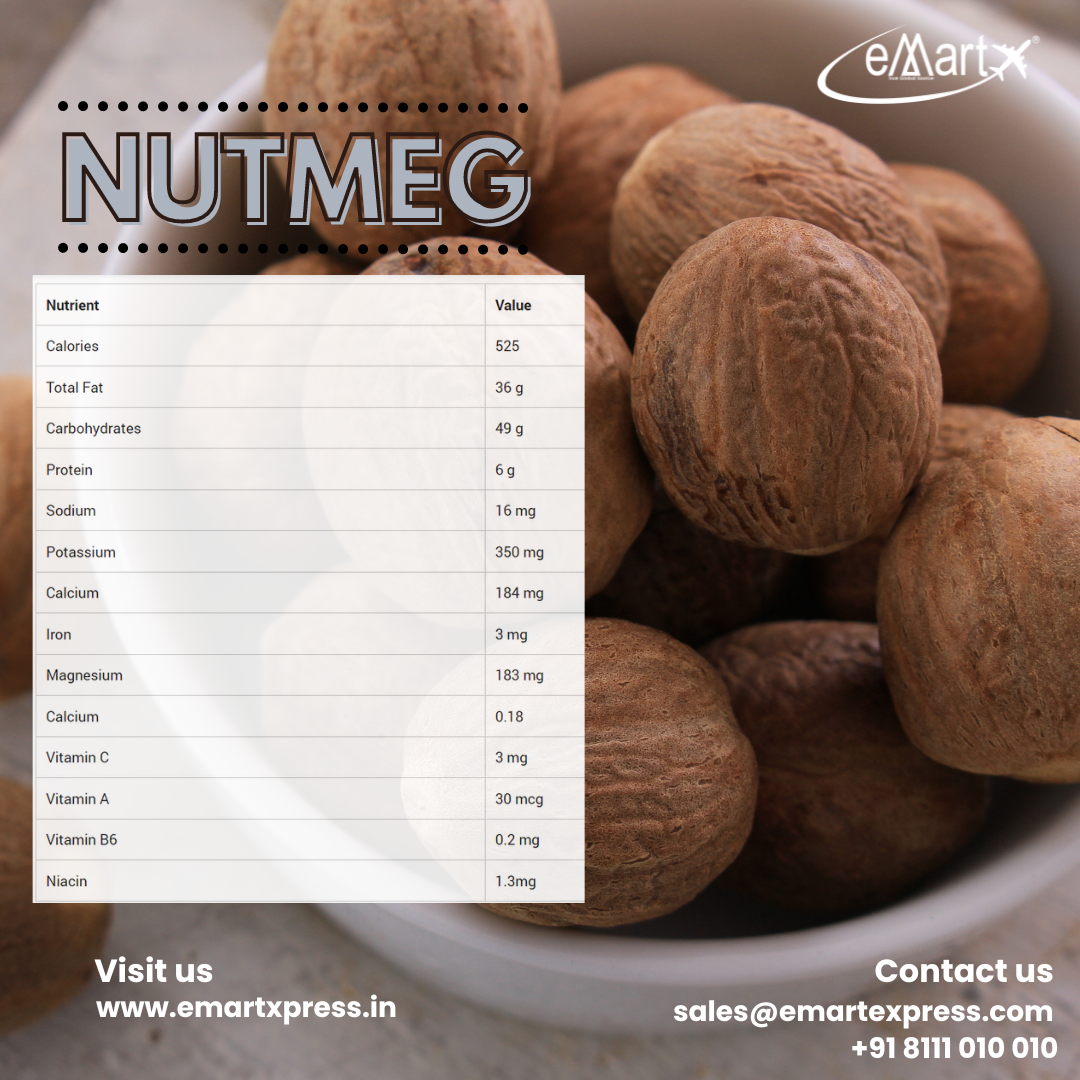 eMart
NUTMEG
Nutrient Value
Calories 525
Total Fat 36 g
Carbohydrates 49 g
Protein 6 g
Sodium 16 mg
Potassium 350 mg
Calcium 184 mg
Iron 3 mg
Magnesium 183 mg
Calcium 0.18
Vitamin C 3 mg
Vitamin A 30 mcg
Vitamin B6 0.2 mg
Niacin 1.3mg
Visit us
www.emartxpress.in
Contact us
sales@emartexpress.com
+91 8111 010 010